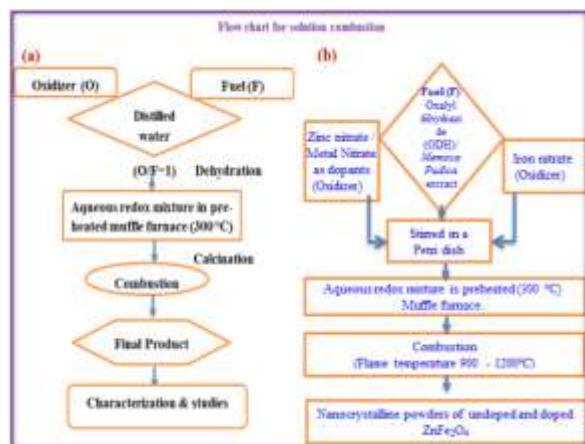 Flow chart for solution combustion
(a)
Oxidizer (O)
Fuel (F)
Distilled
water
(O/F=1)
Dehydration
Aqueous redox mixture in pre-
heated muffle furnace (300°C)
Calcination
Combustion
Final Product
Characterization & studies
(b)
Fuel (F)
Oxalyl
dihydrazi
de
(ODH)/
Mimosa
Pudica
extract
Zinc nitrate /
Metal Nitrate
as dopants
(Oxidizer)
Iron nitrate
(Oxidizer)
Stirred in a
Petri dish
Aqueous redox mixture is preheated (300 °C)
Muffle furnace.
Combustion
(Flame temperature 900 - 1200°C)
Nanocrystalline powders of undoped and doped
ZnFe₂O₄